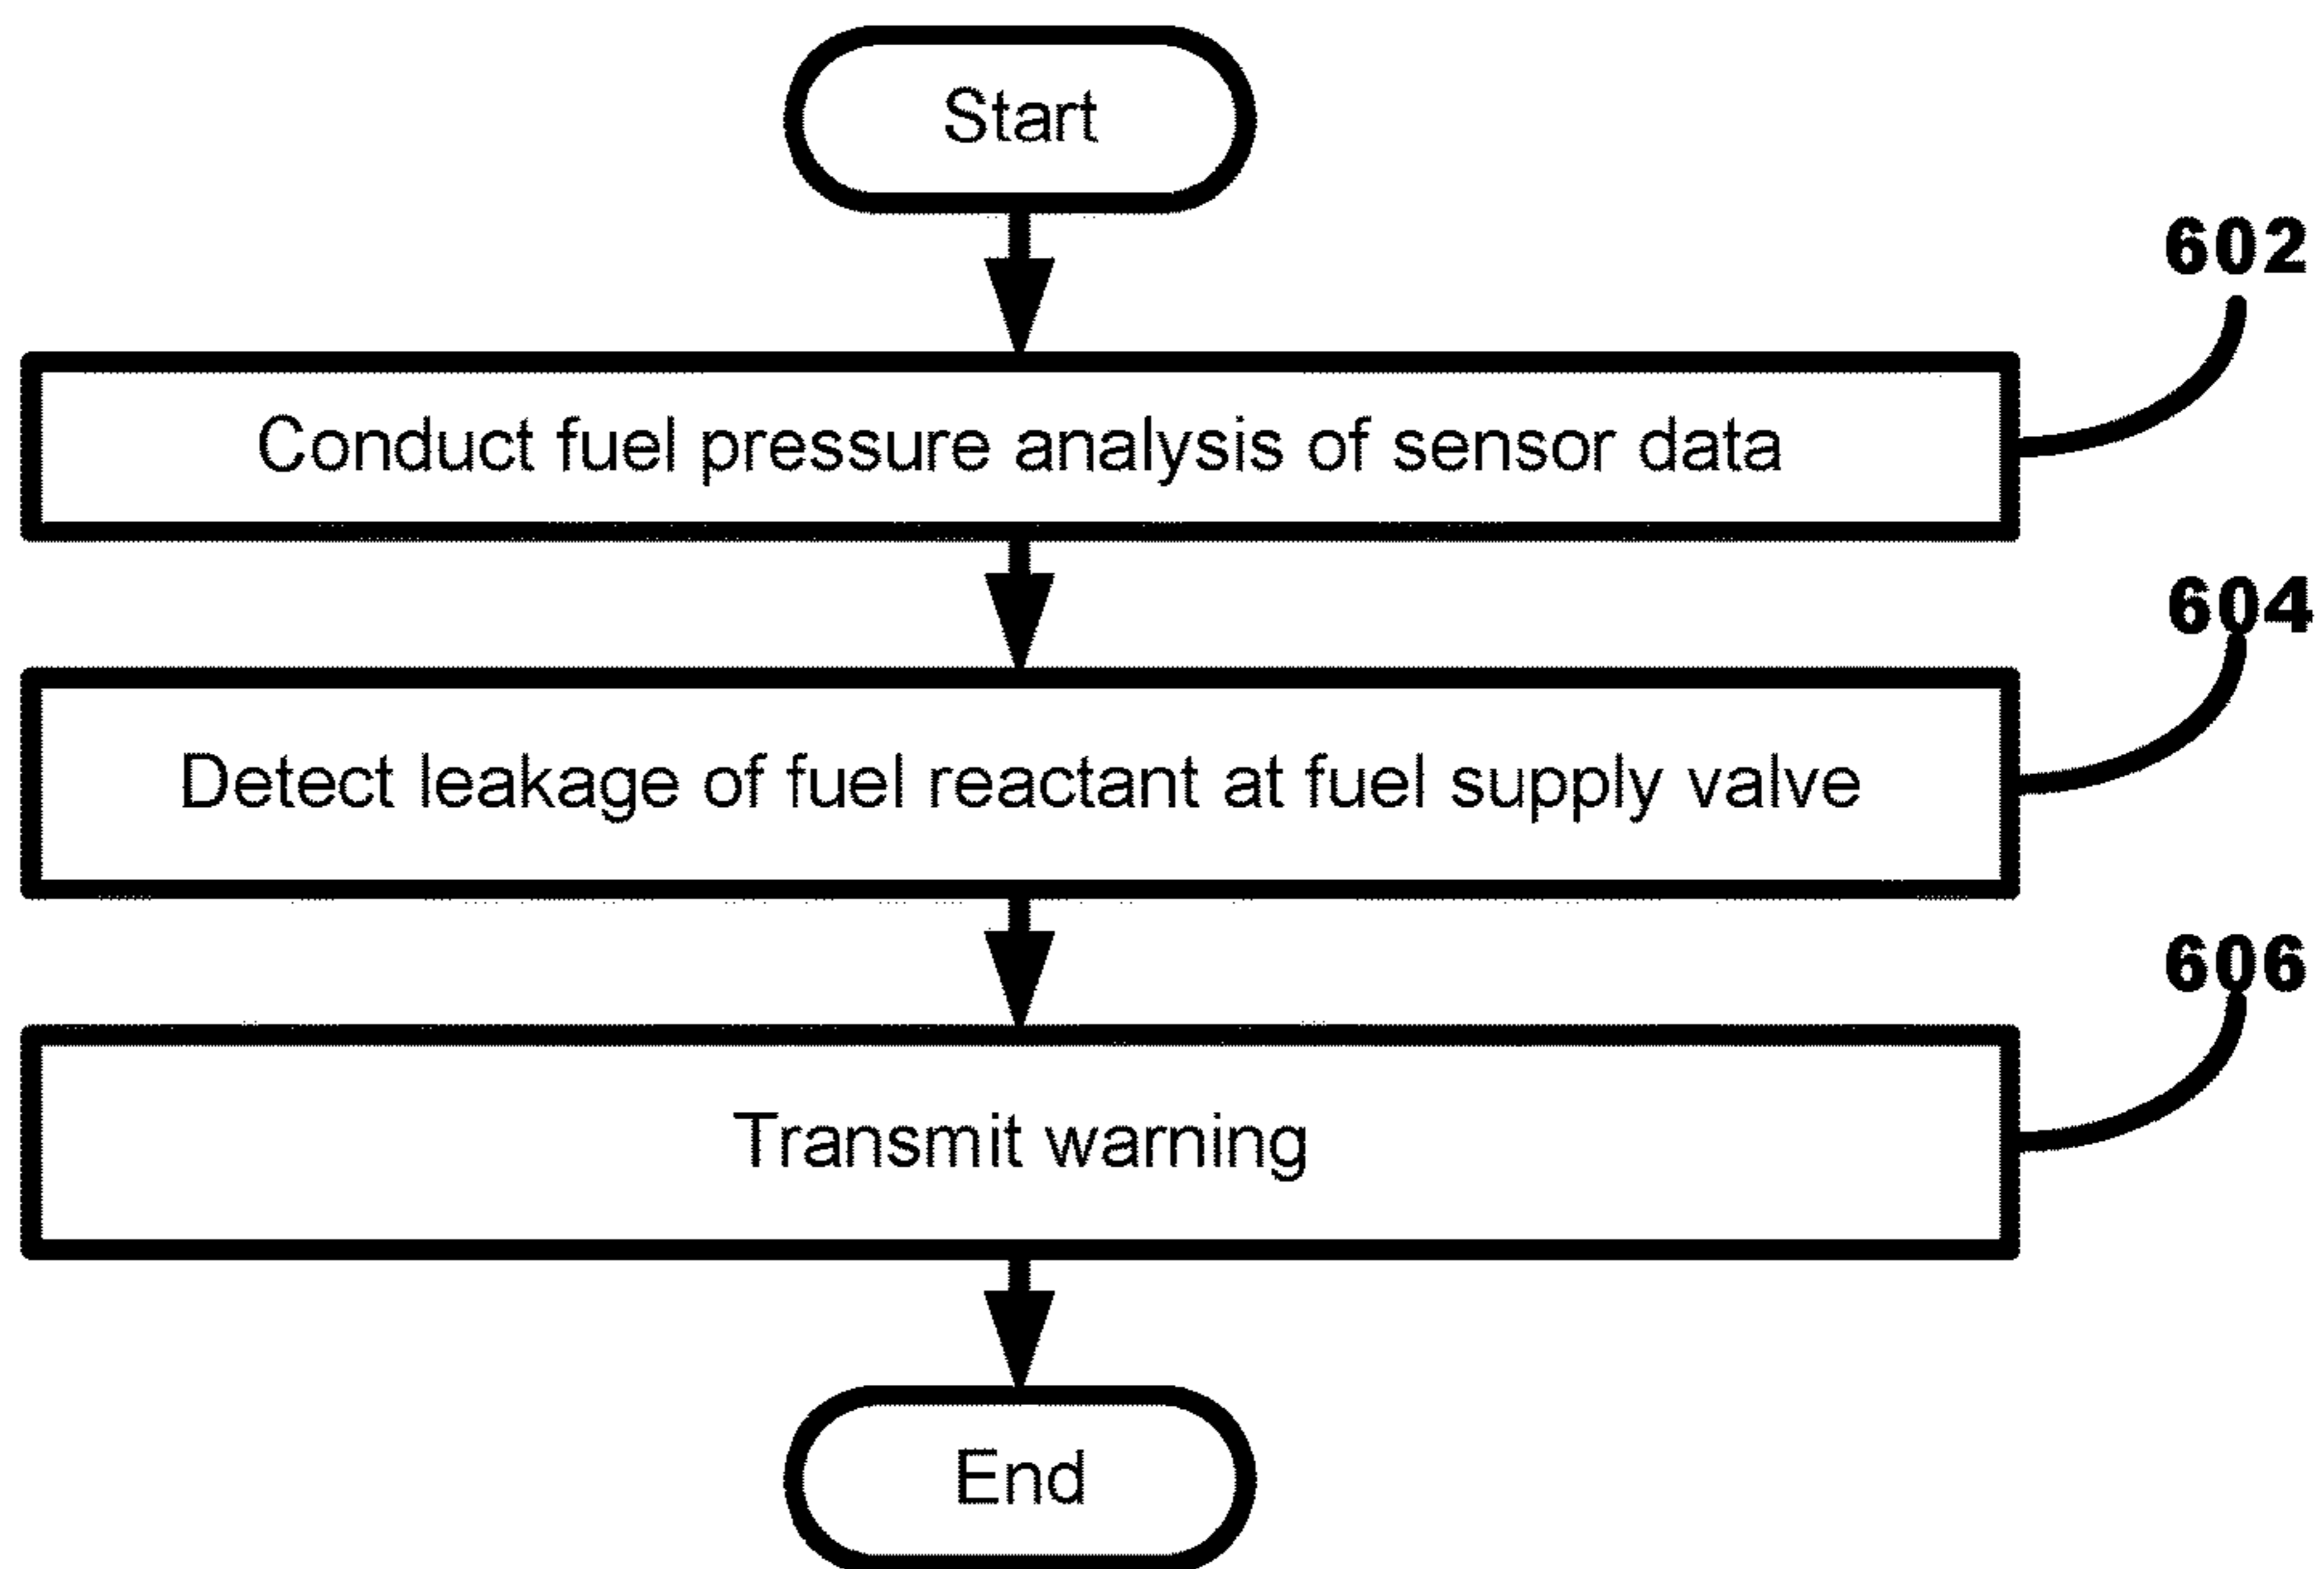 Start
602
Conduct fuel pressure analysis of sensor data
604
Detect leakage of fuel reactant at fuel supply valve
606
Transmit warning
End